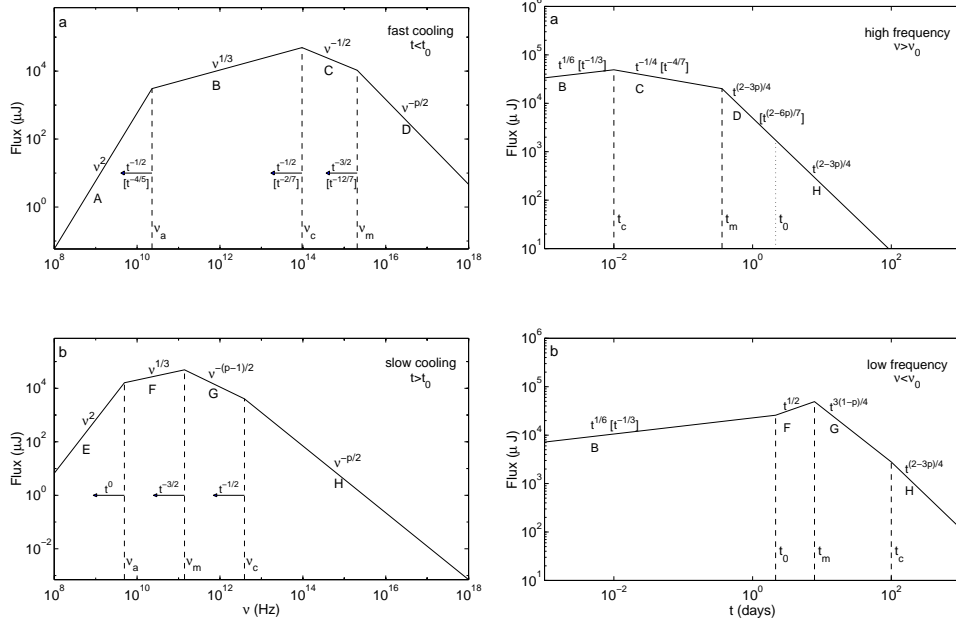 a
fast cooling
t<t₀
ν²
ν^{1/3}
ν^{−1/2}
ν^{−p/2}
A
B
C
D
t^{−1/2}
[t^{−4/5}]
t^{−1/2}
[t^{−2/7}]
t^{−3/2}
[t^{−12/7}]
νₐ
ν_c
ν_m
Flux (μJ)
10⁴
10²
10⁰
10⁸
10¹⁰
10¹²
10¹⁴
10¹⁶
10¹⁸
a
high frequency
ν>ν₀
t^{1/6} [t^{−1/3}]
t^{−1/4} [t^{−4/7}]
t^{(2−3p)/4}
[t^{(2−6p)/7}]
t^{(2−3p)/4}
B
C
D
H
t_c
t_m
t₀
Flux (μ J)
10⁶
10⁵
10⁴
10³
10²
10¹
10^{−2}
10⁰
10²
b
slow cooling
t>t₀
ν²
ν^{1/3}
ν^{−(p−1)/2}
ν^{−p/2}
E
F
G
H
t⁰
t^{−3/2}
t^{−1/2}
νₐ
ν_m
ν_c
Flux (μJ)
10⁴
10²
10⁰
10^{−2}
10⁸
10¹⁰
10¹²
10¹⁴
10¹⁶
10¹⁸
ν (Hz)
b
low frequency
ν<ν₀
t^{1/6} [t^{−1/3}]
t^{1/2}
t^{3(1−p)/4}
t^{(2−3p)/4}
B
F
G
H
t₀
t_m
t_c
Flux (μ J)
10⁶
10⁵
10⁴
10³
10²
10¹
10^{−2}
10⁰
10²
t (days)